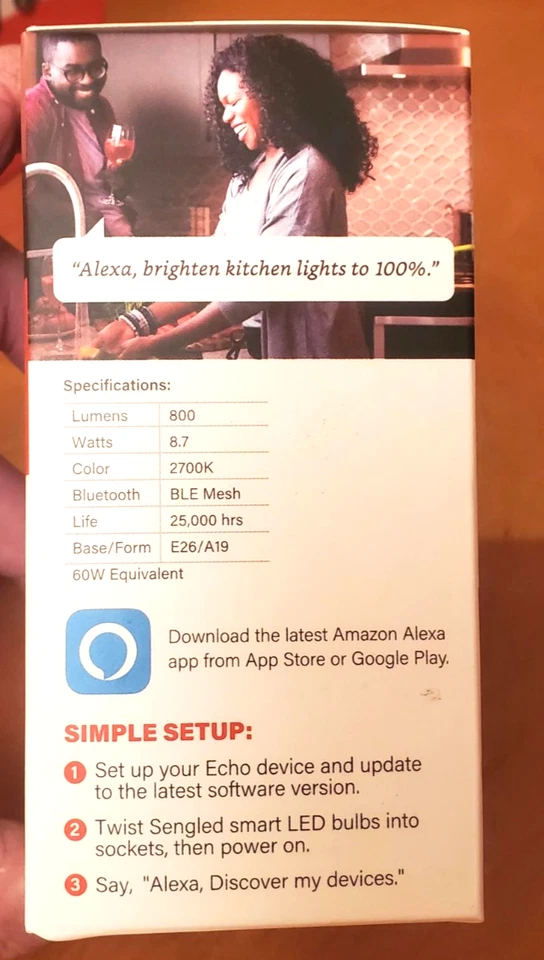 “Alexa, brighten kitchen lights to 100%.”
Specifications:
Lumens 800
Watts 8.7
Color 2700K
Bluetooth BLE Mesh
Life 25,000 hrs
Base/Form E26/A19
60W Equivalent
Download the latest Amazon Alexa
app from App Store or Google Play.
SIMPLE SETUP:
1 Set up your Echo device and update
to the latest software version.
2 Twist Sengled smart LED bulbs into
sockets, then power on.
3 Say, "Alexa, Discover my devices."